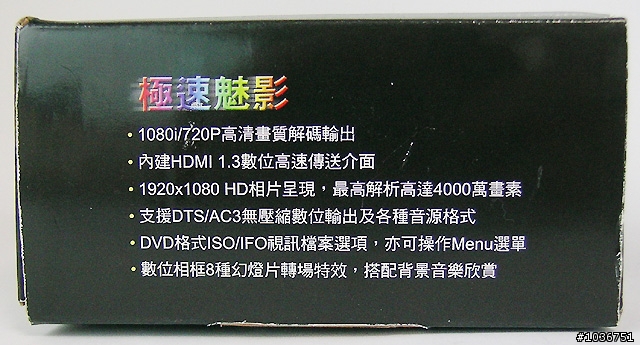 極速魅影
• 1080i/720P高清畫質解碼輸出
• 內建HDMI 1.3數位高速傳送介面
• 1920x1080 HD相片呈現，最高解析高達4000萬畫素
• 支援DTS/AC3無壓縮數位輸出及各種音源格式
• DVD格式ISO/IFO視訊檔案選項，亦可操作Menu選單
• 數位相框8種幻燈片轉場特效，搭配背景音樂欣賞
#1036751